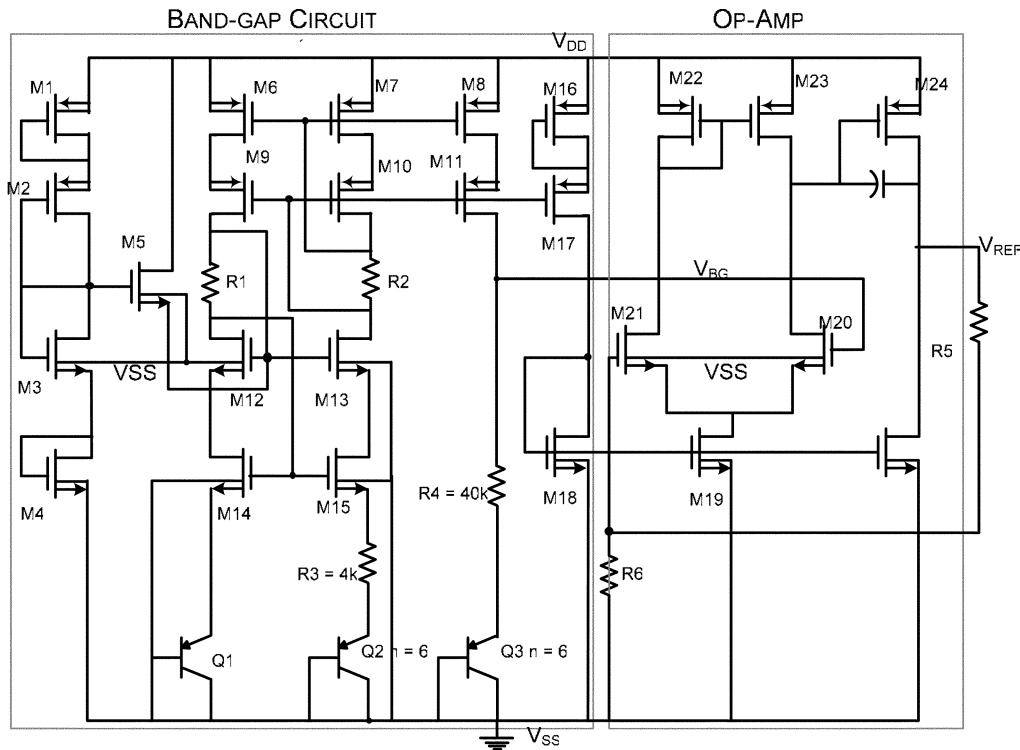 BAND-GAP CIRCUIT
OP-AMP
VDD
M1
M6
M7
M8
M16
M22
M23
M24
M2
M9
M10
M11
M17
M5
R1
R2
VBG
VREF
M21
M20
R5
M3
VSS
M12
M13
VSS
M4
M14
M15
R4 = 40k
M18
M19
R3 = 4k
R6
Q1
Q2 n = 6
Q3 n = 6
VSS